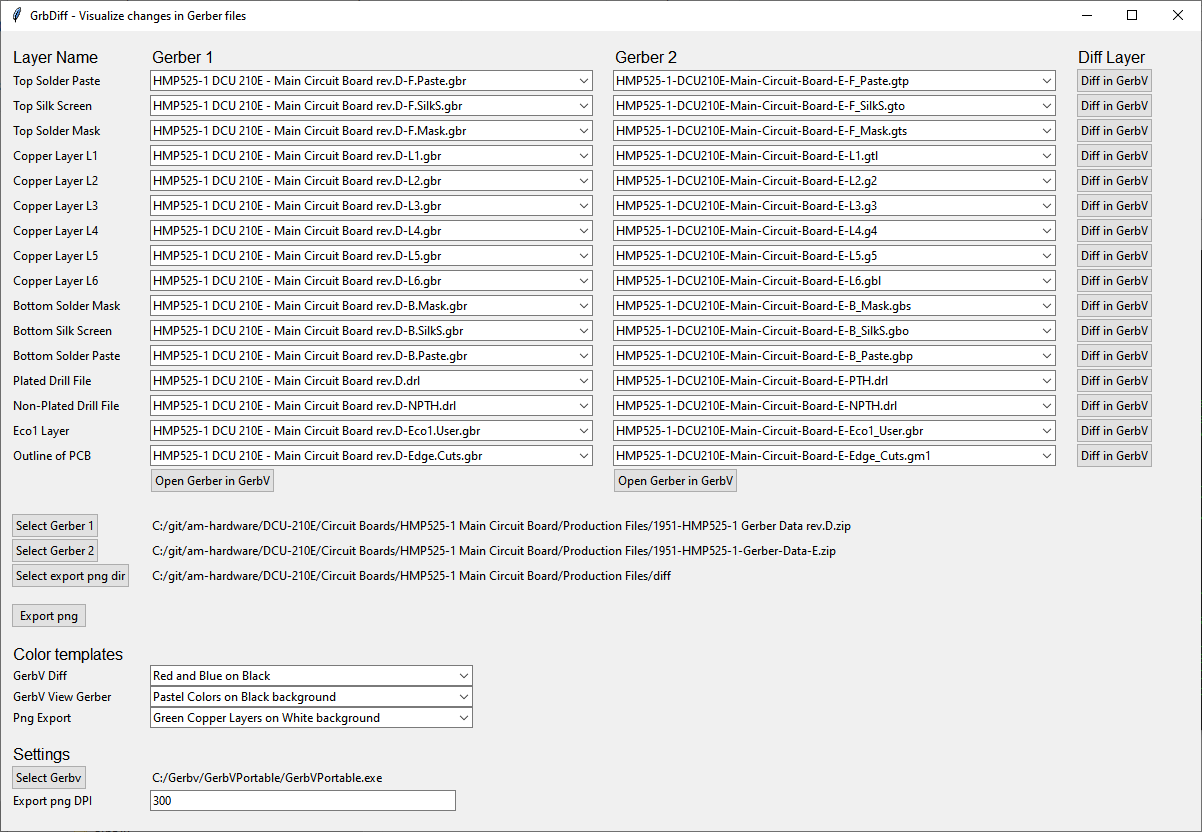 GrbDiff - Visualize changes in Gerber files
Layer Name Gerber 1 Gerber 2 Diff Layer
Top Solder Paste HMP525-1 DCU 210E - Main Circuit Board rev.D-F.Paste.gbr HMP525-1-DCU210E-Main-Circuit-Board-E-F_Paste.gtp Diff in GerbV
Top Silk Screen HMP525-1 DCU 210E - Main Circuit Board rev.D-F.SilkS.gbr HMP525-1-DCU210E-Main-Circuit-Board-E-F_SilkS.gto Diff in GerbV
Top Solder Mask HMP525-1 DCU 210E - Main Circuit Board rev.D-F.Mask.gbr HMP525-1-DCU210E-Main-Circuit-Board-E-F_Mask.gts Diff in GerbV
Copper Layer L1 HMP525-1 DCU 210E - Main Circuit Board rev.D-L1.gbr HMP525-1-DCU210E-Main-Circuit-Board-E-L1.gtl Diff in GerbV
Copper Layer L2 HMP525-1 DCU 210E - Main Circuit Board rev.D-L2.gbr HMP525-1-DCU210E-Main-Circuit-Board-E-L2.g2 Diff in GerbV
Copper Layer L3 HMP525-1 DCU 210E - Main Circuit Board rev.D-L3.gbr HMP525-1-DCU210E-Main-Circuit-Board-E-L3.g3 Diff in GerbV
Copper Layer L4 HMP525-1 DCU 210E - Main Circuit Board rev.D-L4.gbr HMP525-1-DCU210E-Main-Circuit-Board-E-L4.g4 Diff in GerbV
Copper Layer L5 HMP525-1 DCU 210E - Main Circuit Board rev.D-L5.gbr HMP525-1-DCU210E-Main-Circuit-Board-E-L5.g5 Diff in GerbV
Copper Layer L6 HMP525-1 DCU 210E - Main Circuit Board rev.D-L6.gbr HMP525-1-DCU210E-Main-Circuit-Board-E-L6.gbl Diff in GerbV
Bottom Solder Mask HMP525-1 DCU 210E - Main Circuit Board rev.D-B.Mask.gbr HMP525-1-DCU210E-Main-Circuit-Board-E-B_Mask.gbs Diff in GerbV
Bottom Silk Screen HMP525-1 DCU 210E - Main Circuit Board rev.D-B.SilkS.gbr HMP525-1-DCU210E-Main-Circuit-Board-E-B_SilkS.gbo Diff in GerbV
Bottom Solder Paste HMP525-1 DCU 210E - Main Circuit Board rev.D-B.Paste.gbr HMP525-1-DCU210E-Main-Circuit-Board-E-B_Paste.gbp Diff in GerbV
Plated Drill File HMP525-1 DCU 210E - Main Circuit Board rev.D.drl HMP525-1-DCU210E-Main-Circuit-Board-E-PTH.drl Diff in GerbV
Non-Plated Drill File HMP525-1 DCU 210E - Main Circuit Board rev.D-NPTH.drl HMP525-1-DCU210E-Main-Circuit-Board-E-NPTH.drl Diff in GerbV
Eco1 Layer HMP525-1 DCU 210E - Main Circuit Board rev.D-Eco1.User.gbr HMP525-1-DCU210E-Main-Circuit-Board-E-Eco1_User.gbr Diff in GerbV
Outline of PCB HMP525-1 DCU 210E - Main Circuit Board rev.D-Edge.Cuts.gbr HMP525-1-DCU210E-Main-Circuit-Board-E-Edge_Cuts.gm1 Diff in GerbV
Open Gerber in GerbV Open Gerber in GerbV
Select Gerber 1 C:/git/am-hardware/DCU-210E/Circuit Boards/HMP525-1 Main Circuit Board/Production Files/1951-HMP525-1 Gerber Data rev.D.zip
Select Gerber 2 C:/git/am-hardware/DCU-210E/Circuit Boards/HMP525-1 Main Circuit Board/Production Files/1951-HMP525-1-Gerber-Data-E.zip
Select export png dir C:/git/am-hardware/DCU-210E/Circuit Boards/HMP525-1 Main Circuit Board/Production Files/diff
Export png
Color templates
GerbV Diff Red and Blue on Black
GerbV View Gerber Pastel Colors on Black background
Png Export Green Copper Layers on White background
Settings
Select Gerbv C:/Gerbv/GerbVPortable/GerbVPortable.exe
Export png DPI 300